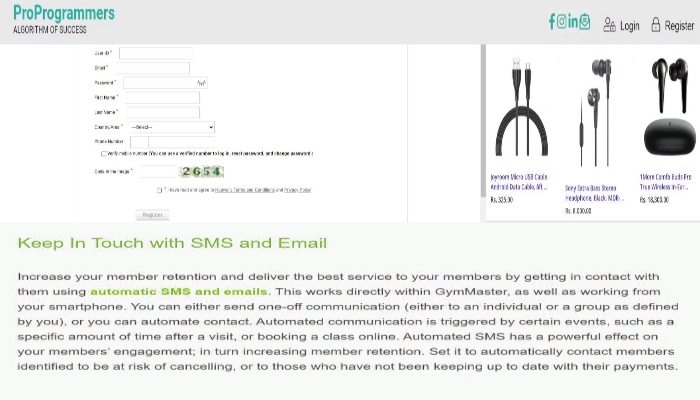 ProProgrammers
ALGORITHM OF SUCCESS
Login
Register
User ID *
Email *
Password *
First Name *
Last Name *
Country/Area *
---Select---
Phone Number
Verify mobile number (You can use a verified number to log in, reset password, and change password.)
Code in the image *
2654
* I have read and agree to Huawei's Terms and Conditions and Privacy Policy
Register
Joyroom Micro USB Cable
Android Data Cable, 6ft...
Rs. 325.00
Sony Extra Bass Stereo
Headphone, Black, MDR-...
Rs. 8,000.00
1More Comfo Buds Pro
True Wireless In-Ear...
Rs. 18,300.00
Keep In Touch with SMS and Email
Increase your member retention and deliver the best service to your members by getting in contact with
them using automatic SMS and emails. This works directly within GymMaster, as well as working from
your smartphone. You can either send one-off communication (either to an individual or a group as defined
by you), or you can automate contact. Automated communication is triggered by certain events, such as a
specific amount of time after a visit, or booking a class online. Automated SMS has a powerful effect on
your members' engagement; in turn increasing member retention. Set it to automatically contact members
identified to be at risk of cancelling, or to those who have not been keeping up to date with their payments.